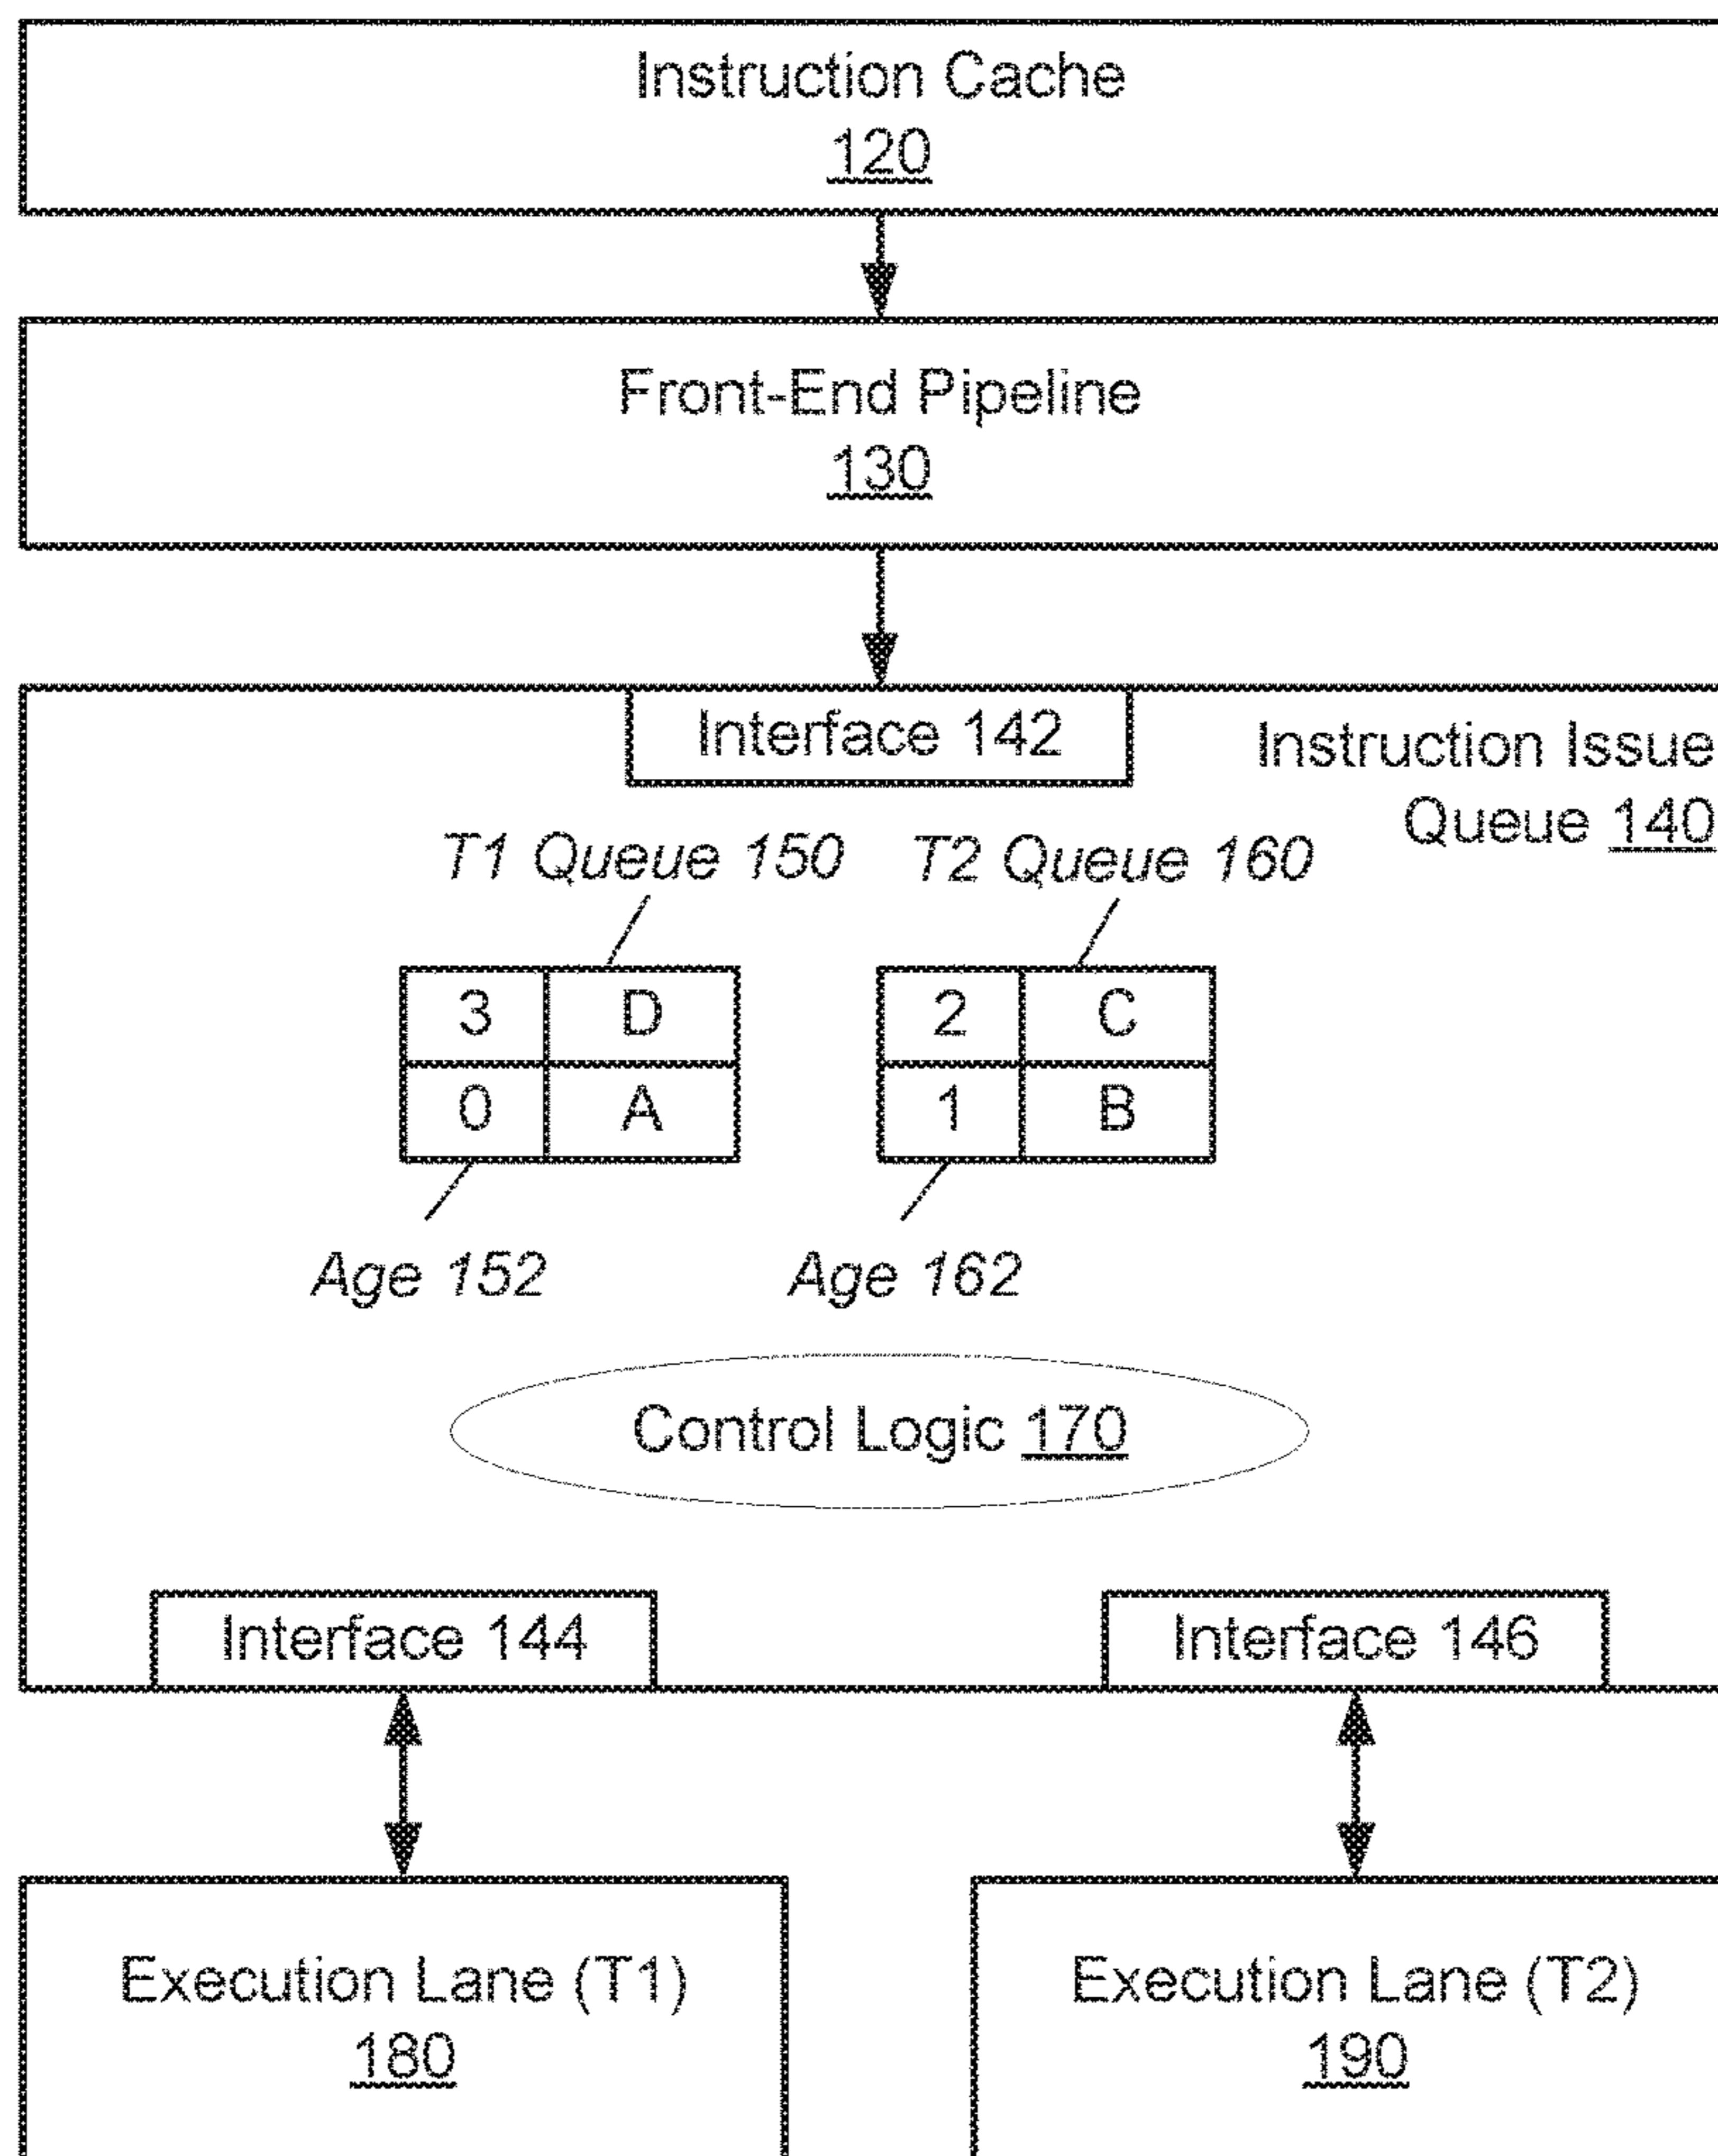 Instruction Cache
120
Front-End Pipeline
130
Interface 142
Instruction Issue
Queue 140
T1 Queue 150
T2 Queue 160
3 D
0 A
2 C
1 B
Age 152
Age 162
Control Logic 170
Interface 144
Interface 146
Execution Lane (T1)
180
Execution Lane (T2)
190